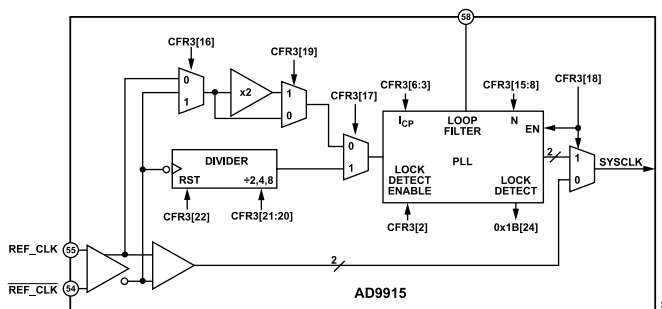 58
CFR3[16]
CFR3[19]
CFR3[6:3]
CFR3[15:8]
CFR3[18]
0
1
x2
1
0
CFR3[17]
ICP
LOOP
FILTER
N
EN
0
1
PLL
2
1
0
SYSCLK
DIVIDER
RST
÷2,4,8
LOCK
DETECT
ENABLE
LOCK
DETECT
CFR3[22]
CFR3[21:20]
CFR3[2]
0x1B[24]
REF_CLK
55
REF_CLK
54
2
AD9915